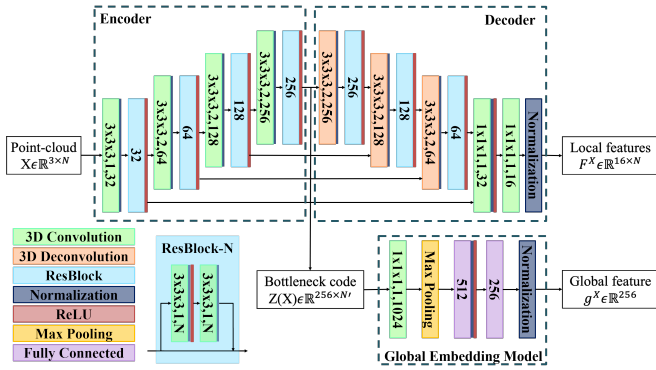 Encoder
Decoder
Point-cloud
X∈ℝ^{3×N}
3x3x3,1,32
32
3x3x3,2,64
64
3x3x3,2,128
128
3x3x3,2,256
256
3x3x3,2,256
256
3x3x3,2,128
128
3x3x3,2,64
64
1x1x1,1,32
1x1x1,1,16
Normalization
Local features
F^X∈ℝ^{16×N}
3D Convolution
3D Deconvolution
ResBlock
Normalization
ReLU
Max Pooling
Fully Connected
ResBlock-N
3x3x3,1,N
3x3x3,1,N
Bottleneck code
Z(X)∈ℝ^{256×N′}
1x1x1,1,1024
Max Pooling
512
256
Normalization
Global Embedding Model
Global feature
g^X∈ℝ^{256}